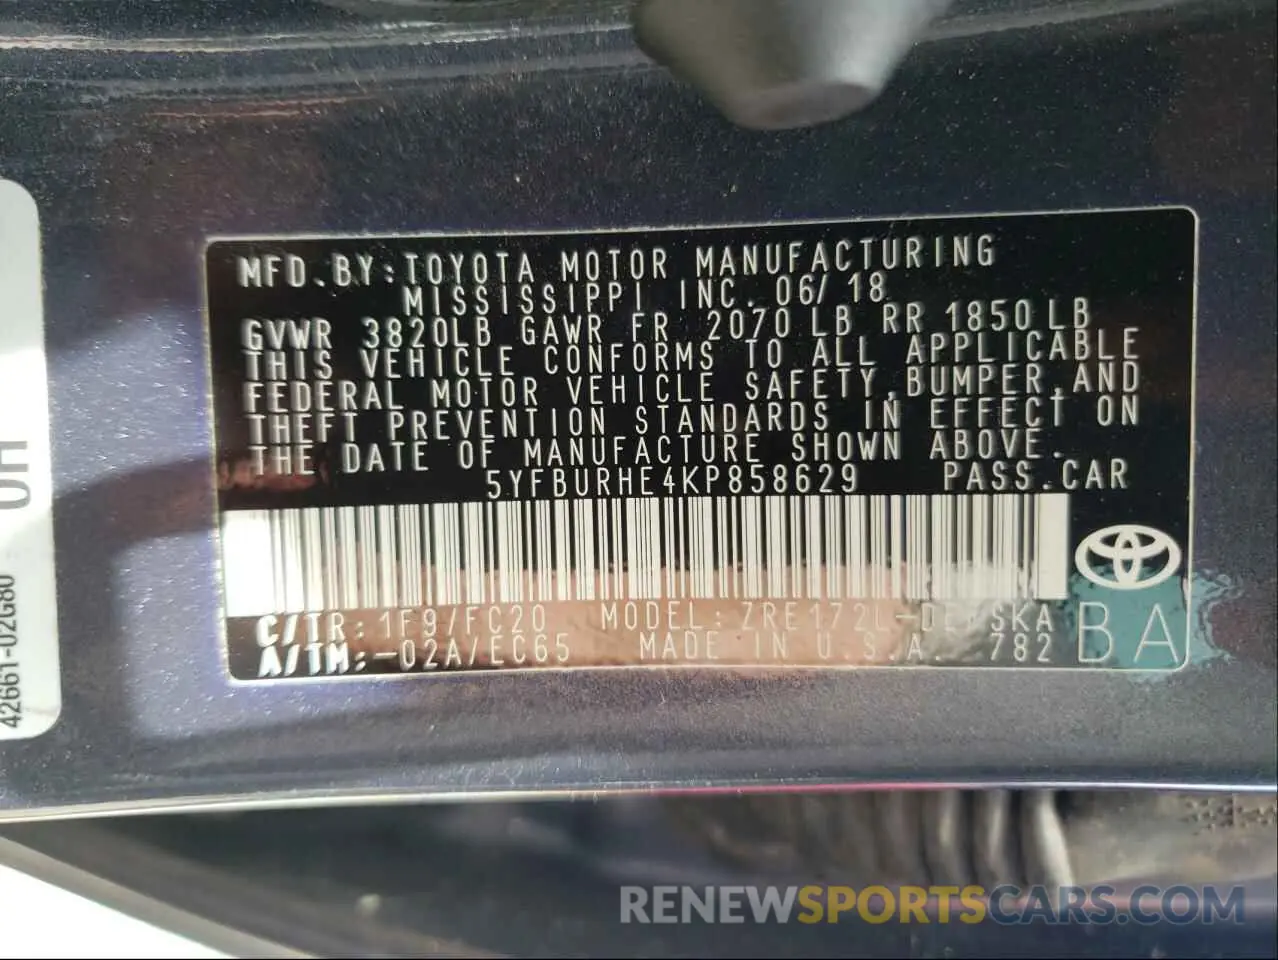 MFD.BY:TOYOTA MOTOR MANUFACTURING
MISSISSIPPI, INC. 06/18
GVWR 3820LB GAWR FR 2070LB RR 1850LB
THIS VEHICLE CONFORMS TO ALL APPLICABLE
FEDERAL MOTOR VEHICLE SAFETY,BUMPER,AND
THEFT PREVENTION STANDARDS IN EFFECT ON
THE DATE OF MANUFACTURE SHOWN ABOVE.
5YFBURHE4KP858629 PASS.CAR
C/TR: 1F9/FC20 MODEL: ZRE172L-DE SKA
A/TM: -02A/EC65 MADE IN U.S.A. 782
BA
42661-02G80
RENEWSPORTSCARS.COM